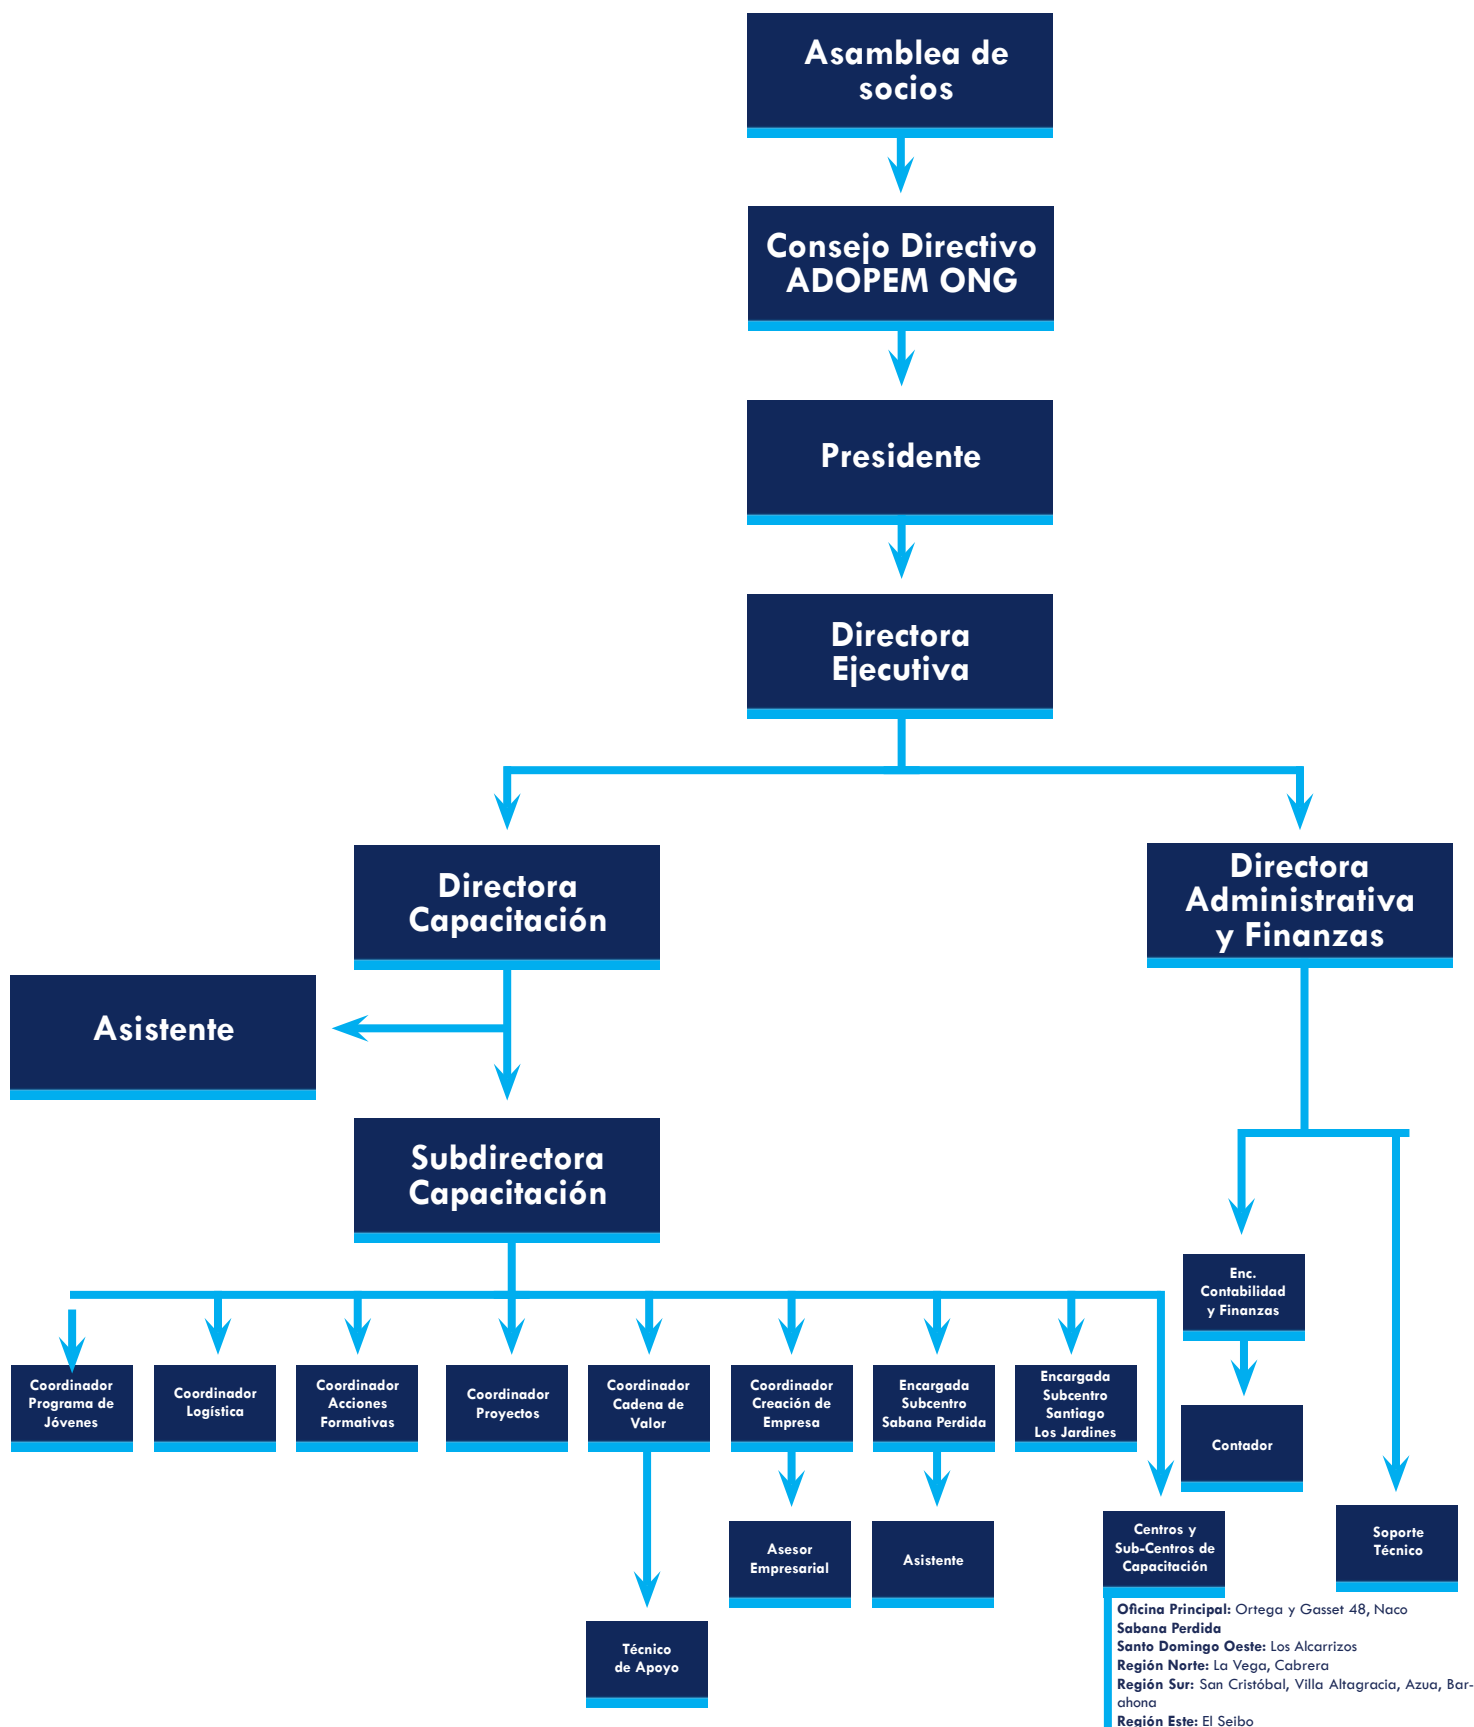 Asamblea de
socios
Consejo Directivo
ADOPEM ONG
Presidente
Directora
Ejecutiva
Directora
Capacitación
Directora
Administrativa
y Finanzas
Asistente
Subdirectora
Capacitación
Enc.
Contabilidad
y Finanzas
Coordinador
Programa de
Jóvenes
Coordinador
Logística
Coordinador
Acciones
Formativas
Coordinador
Proyectos
Coordinador
Cadena de
Valor
Coordinador
Creación de
Empresa
Encargada
Subcentro
Sabana Perdida
Encargada
Subcentro
Santiago
Los Jardines
Contador
Asesor
Empresarial
Asistente
Centros y
Sub-Centros de
Capacitación
Soporte
Técnico
Técnico
de Apoyo
Oficina Principal: Ortega y Gasset 48, Naco
Sabana Perdida
Santo Domingo Oeste: Los Alcarrizos
Región Norte: La Vega, Cabrera
Región Sur: San Cristóbal, Villa Altagracia, Azua, Bar-
ahona
Región Este: El Seibo